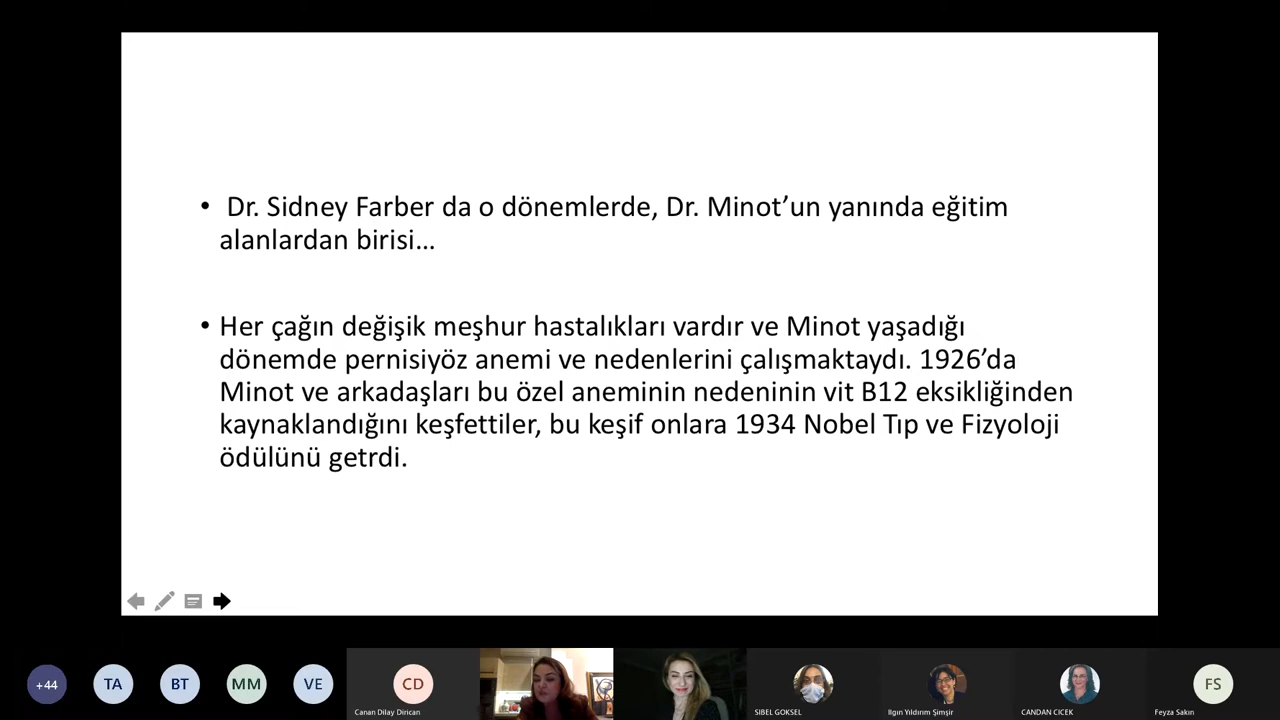 • Dr. Sidney Farber da o dönemlerde, Dr. Minot’un yanında eğitim
alanlardan birisi…
• Her çağın değişik meşhur hastalıkları vardır ve Minot yaşadığı
dönemde pernisiyöz anemi ve nedenlerini çalışmaktaydı. 1926’da
Minot ve arkadaşları bu özel aneminin nedeninin vit B12 eksikliğinden
kaynaklandığını keşfettiler, bu keşif onlara 1934 Nobel Tıp ve Fizyoloji
ödülünü getrdi.
+44 TA BT MM VE CD FS
Canan Dilay Dirican SIBEL GOKSEL Ilgın Yıldırım Şimşir CANDAN CICEK Feyza Sakın